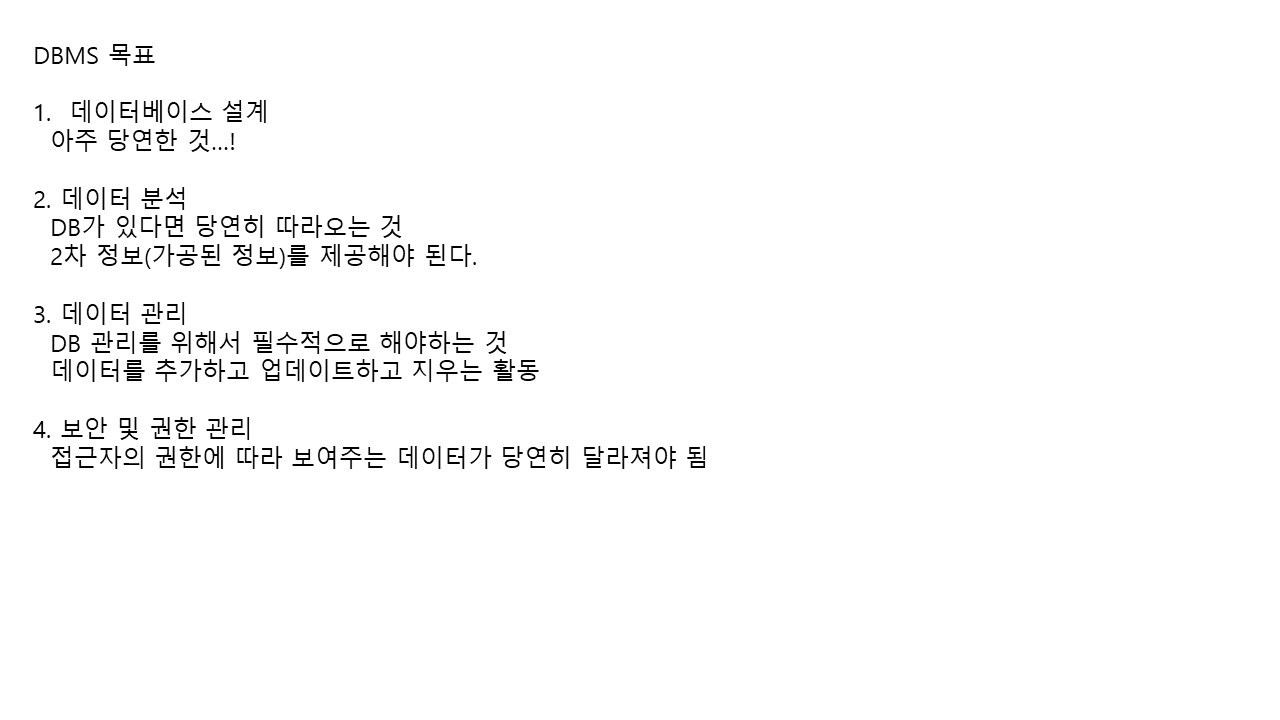 DBMS 목표
1.  데이터베이스 설계
아주 당연한 것…!
2. 데이터 분석
DB가 있다면 당연히 따라오는 것
2차 정보(가공된 정보)를 제공해야 된다.
3. 데이터 관리
DB 관리를 위해서 필수적으로 해야하는 것
데이터를 추가하고 업데이트하고 지우는 활동
4. 보안 및 권한 관리
접근자의 권한에 따라 보여주는 데이터가 당연히 달라져야 됨